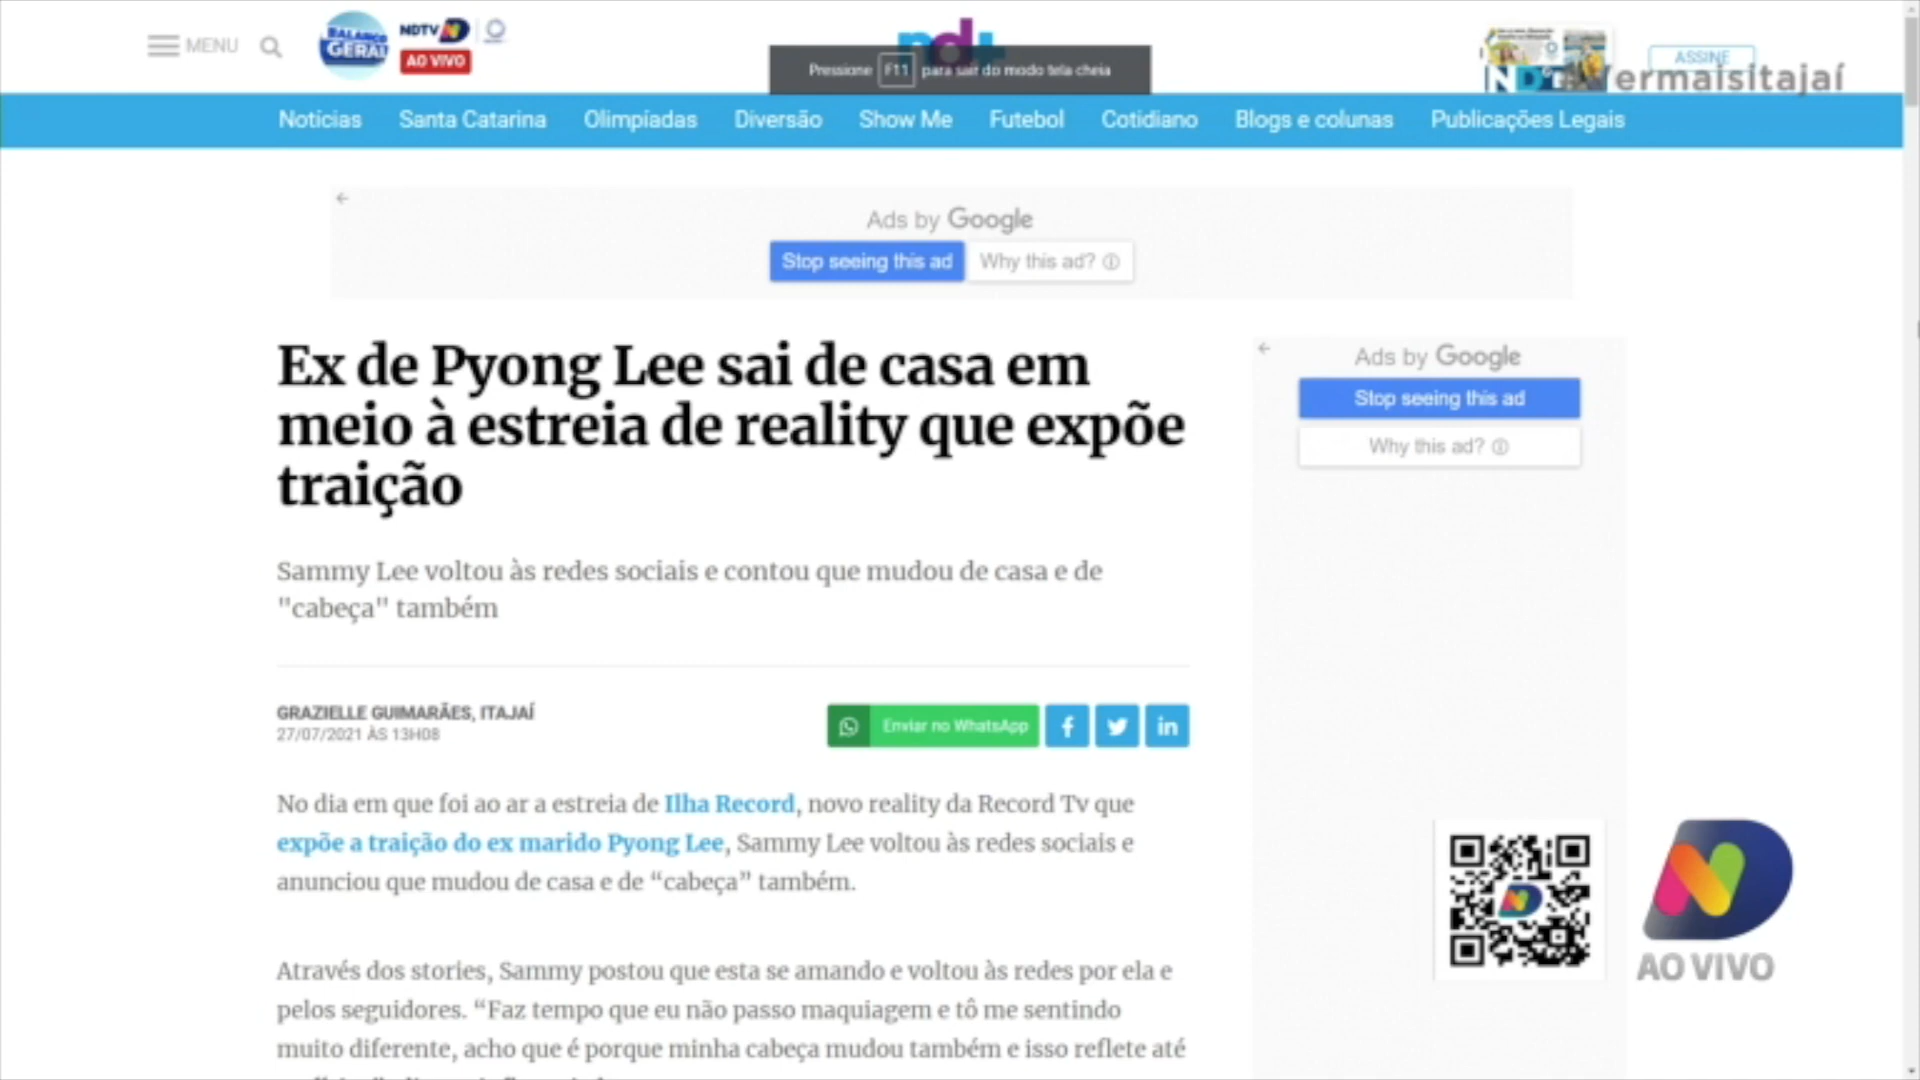 MENU
BALANÇO
GERAL
NDTV
AO VIVO
nd+
Pressione F11 para sair do modo tela cheia
ASSINE
ermaisitajaí
Notícias Santa Catarina Olimpíadas Diversão Show Me Futebol Cotidiano Blogs e colunas Publicações Legais
Ads by Google
Stop seeing this ad Why this ad?
Ex de Pyong Lee sai de casa em
meio à estreia de reality que expõe
traição
Ads by Google
Stop seeing this ad
Why this ad?
Sammy Lee voltou às redes sociais e contou que mudou de casa e de
"cabeça" também
GRAZIELLE GUIMARÃES, ITAJAÍ
27/07/2021 ÀS 13H08
Enviar no WhatsApp
No dia em que foi ao ar a estreia de Ilha Record, novo reality da Record Tv que
expõe a traição do ex marido Pyong Lee, Sammy Lee voltou às redes sociais e
anunciou que mudou de casa e de “cabeça” também.
Através dos stories, Sammy postou que esta se amando e voltou às redes por ela e
pelos seguidores. “Faz tempo que eu não passo maquiagem e tô me sentindo
muito diferente, acho que é porque minha cabeça mudou também e isso reflete até
AO VIVO